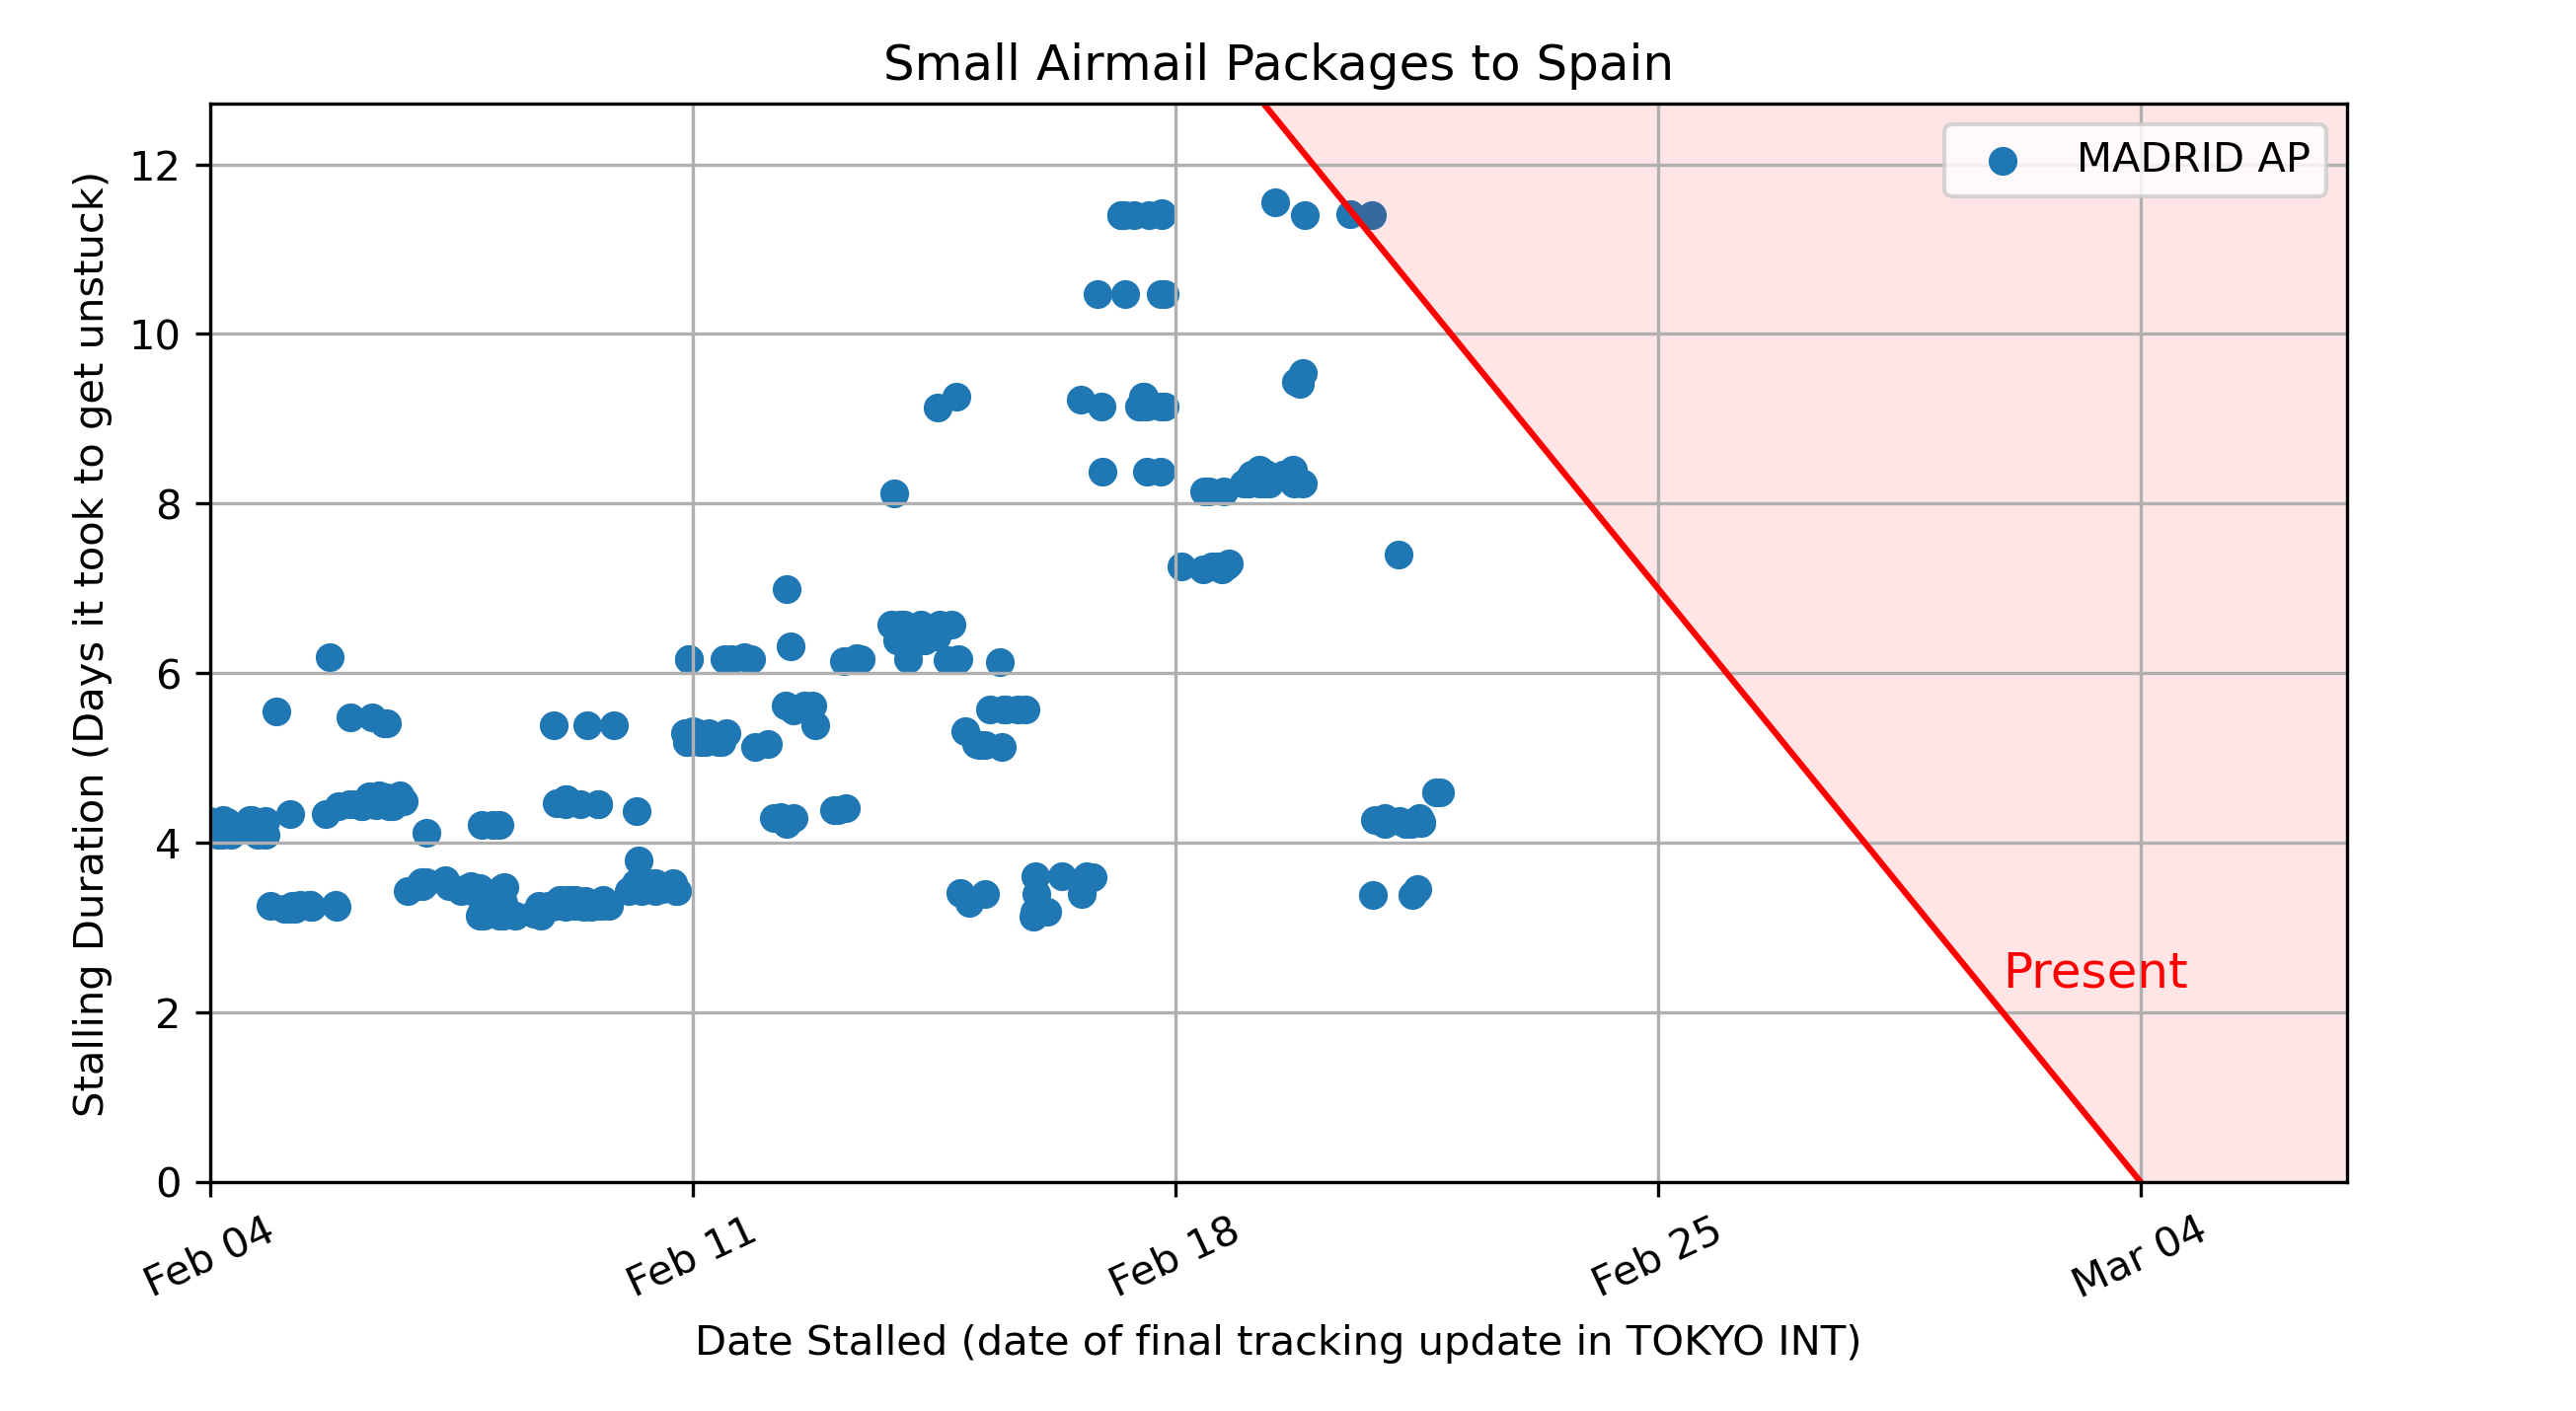 Small Airmail Packages to Spain
MADRID AP
Stalling Duration (Days it took to get unstuck)
12
10
8
6
4
2
0
Present
Feb 04
Feb 11
Feb 18
Feb 25
Mar 04
Date Stalled (date of final tracking update in TOKYO INT)